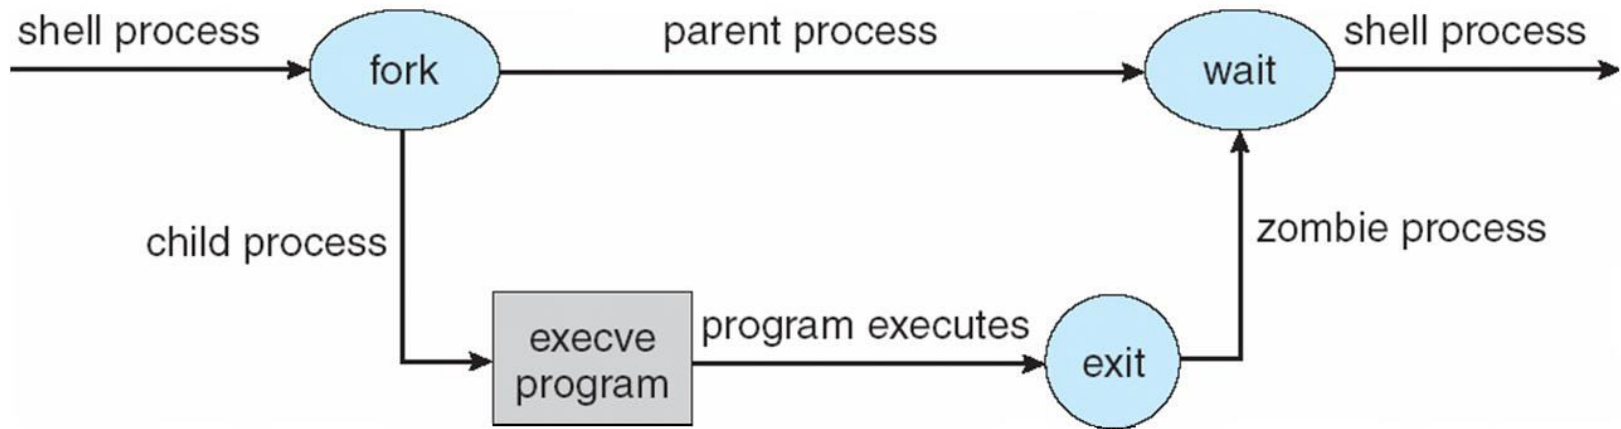 shell process
fork
parent process
wait
shell process
child process
zombie process
execve
program
program executes
exit